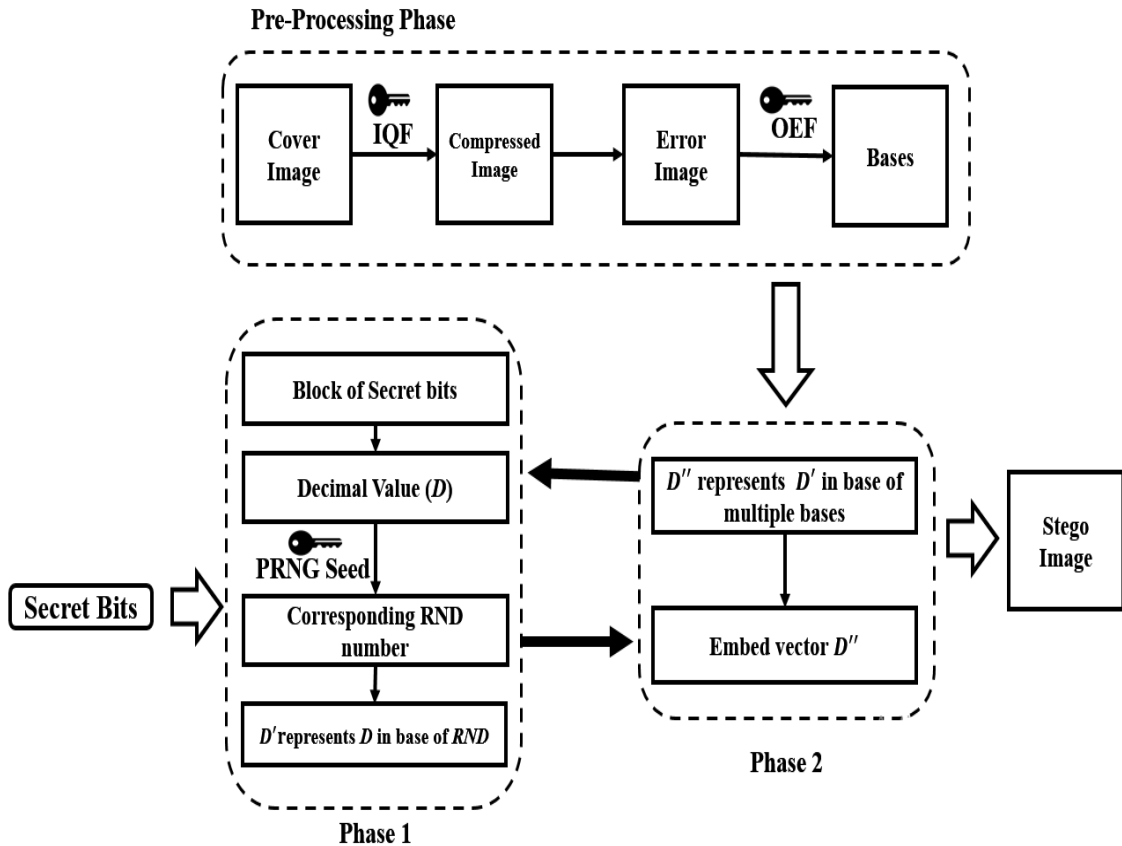 Pre-Processing Phase
Cover
Image
IQF
Compressed
Image
Error
Image
OEF
Bases
Block of Secret bits
Decimal Value (D)
PRNG Seed
Corresponding RND
number
D' represents D in base of RND
Phase 1
Secret Bits
D'' represents D' in base of
multiple bases
Embed vector D''
Phase 2
Stego
Image